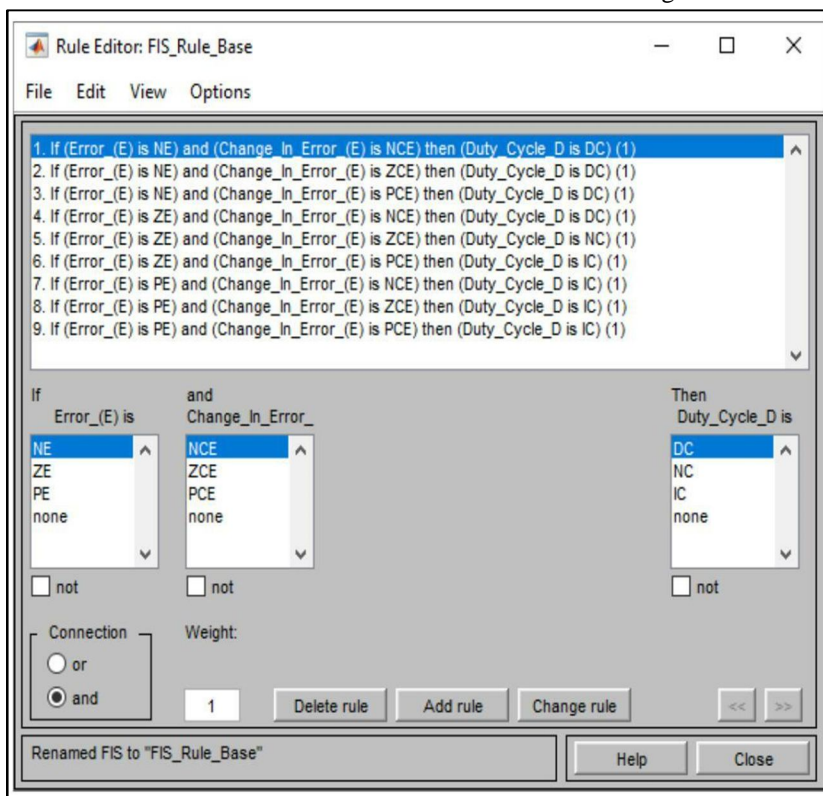 Rule Editor: FIS_Rule_Base
File Edit View Options
1. If (Error_(E) is NE) and (Change_In_Error_(E) is NCE) then (Duty_Cycle_D is DC) (1)
2. If (Error_(E) is NE) and (Change_In_Error_(E) is ZCE) then (Duty_Cycle_D is DC) (1)
3. If (Error_(E) is NE) and (Change_In_Error_(E) is PCE) then (Duty_Cycle_D is DC) (1)
4. If (Error_(E) is ZE) and (Change_In_Error_(E) is NCE) then (Duty_Cycle_D is DC) (1)
5. If (Error_(E) is ZE) and (Change_In_Error_(E) is ZCE) then (Duty_Cycle_D is NC) (1)
6. If (Error_(E) is ZE) and (Change_In_Error_(E) is PCE) then (Duty_Cycle_D is IC) (1)
7. If (Error_(E) is PE) and (Change_In_Error_(E) is NCE) then (Duty_Cycle_D is IC) (1)
8. If (Error_(E) is PE) and (Change_In_Error_(E) is ZCE) then (Duty_Cycle_D is IC) (1)
9. If (Error_(E) is PE) and (Change_In_Error_(E) is PCE) then (Duty_Cycle_D is IC) (1)
If and Then
Error_(E) is Change_In_Error_ Duty_Cycle_D is
NE NCE DC
ZE ZCE NC
PE PCE IC
none none none
not not not
Connection Weight:
or
and 1 Delete rule Add rule Change rule << >>
Renamed FIS to "FIS_Rule_Base" Help Close